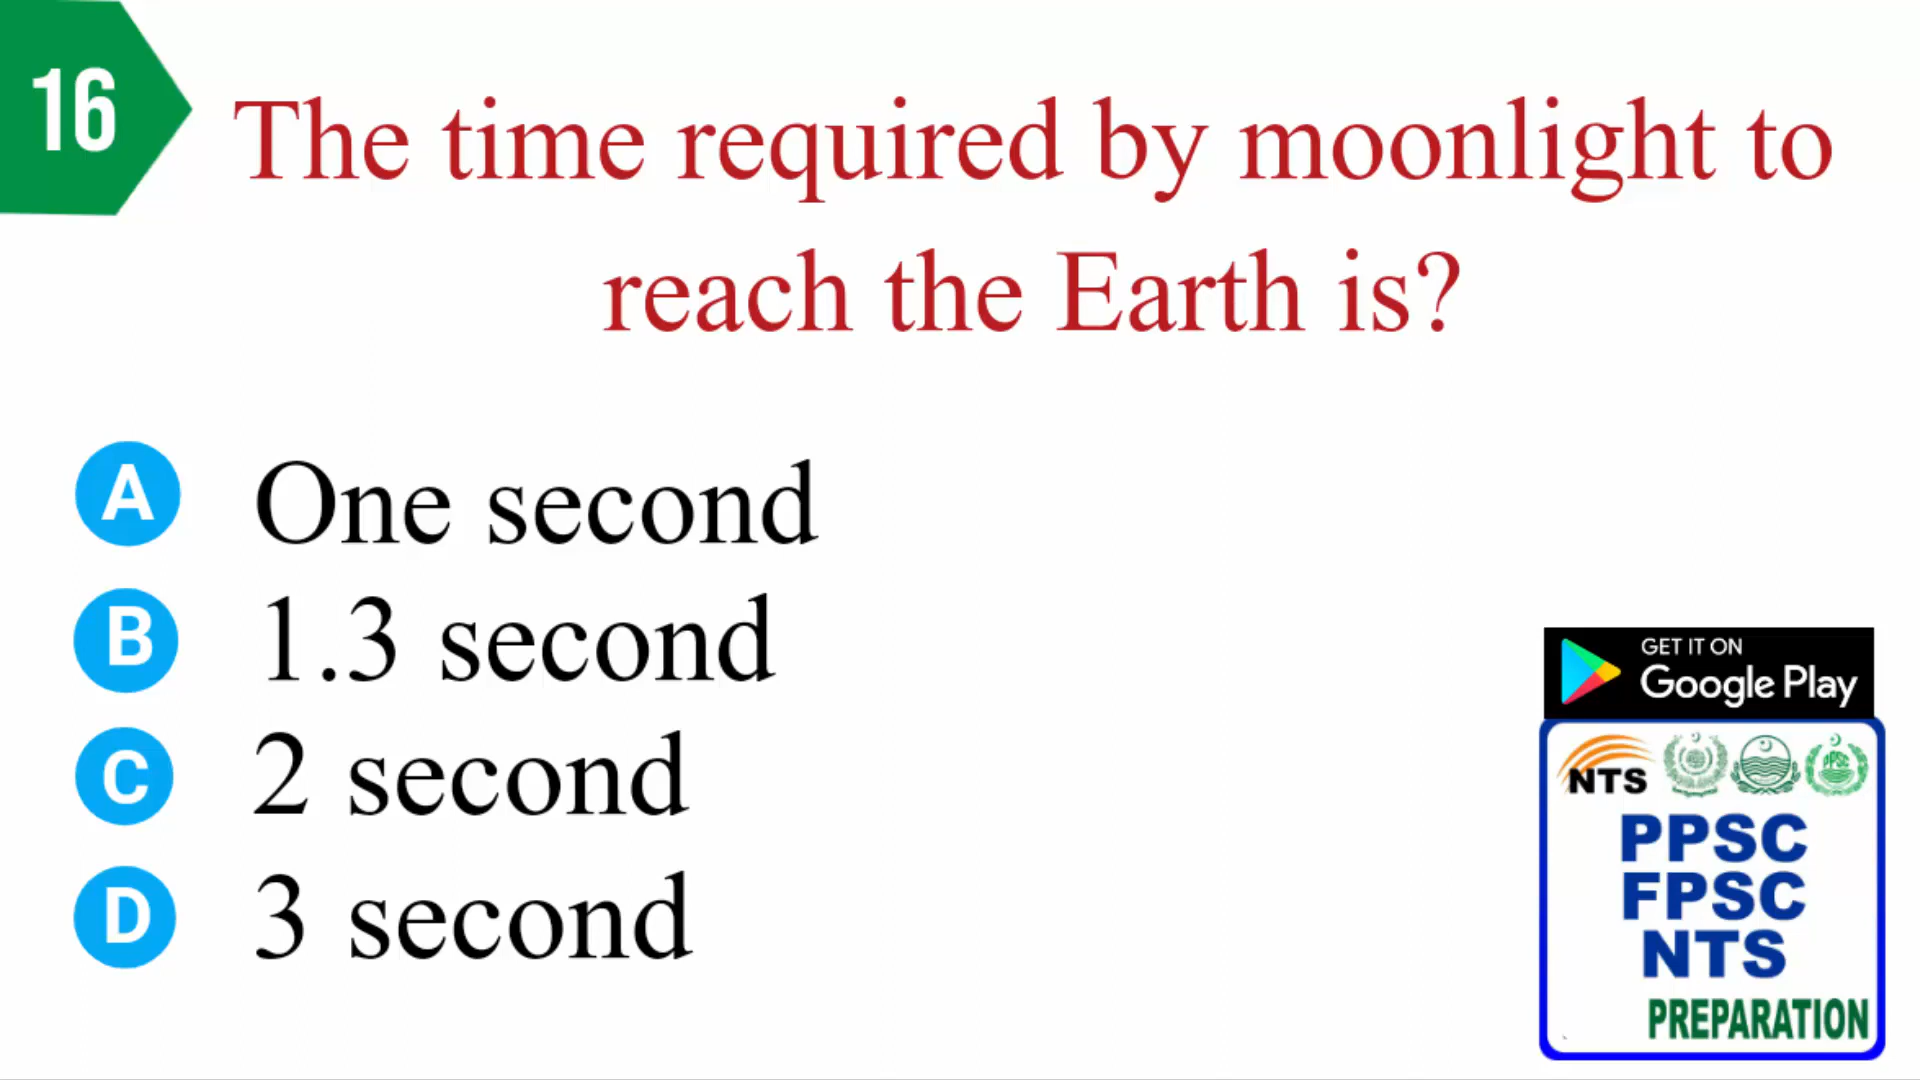 16
The time required by moonlight to
reach the Earth is?
A One second
B 1.3 second
C 2 second
D 3 second
GET IT ON
Google Play
NTS
PPSC
PPSC
FPSC
NTS
PREPARATION